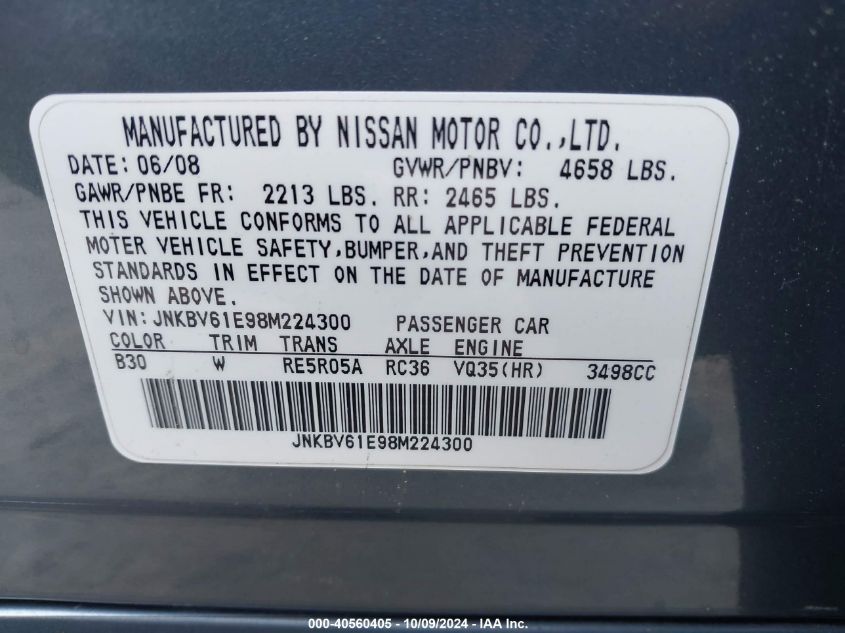 MANUFACTURED BY NISSAN MOTOR CO.,LTD.
DATE: 06/08 GVWR/PNBV: 4658 LBS.
GAWR/PNBE FR: 2213 LBS. RR: 2465 LBS.
THIS VEHICLE CONFORMS TO ALL APPLICABLE FEDERAL
MOTER VEHICLE SAFETY,BUMPER,AND THEFT PREVENTION
STANDARDS IN EFFECT ON THE DATE OF MANUFACTURE
SHOWN ABOVE.
VIN: JNKBV61E98M224300 PASSENGER CAR
COLOR TRIM TRANS AXLE ENGINE
B30 W RE5R05A RC36 VQ35(HR) 3498CC
JNKBV61E98M224300
000-40560405 - 10/09/2024 - IAA Inc.